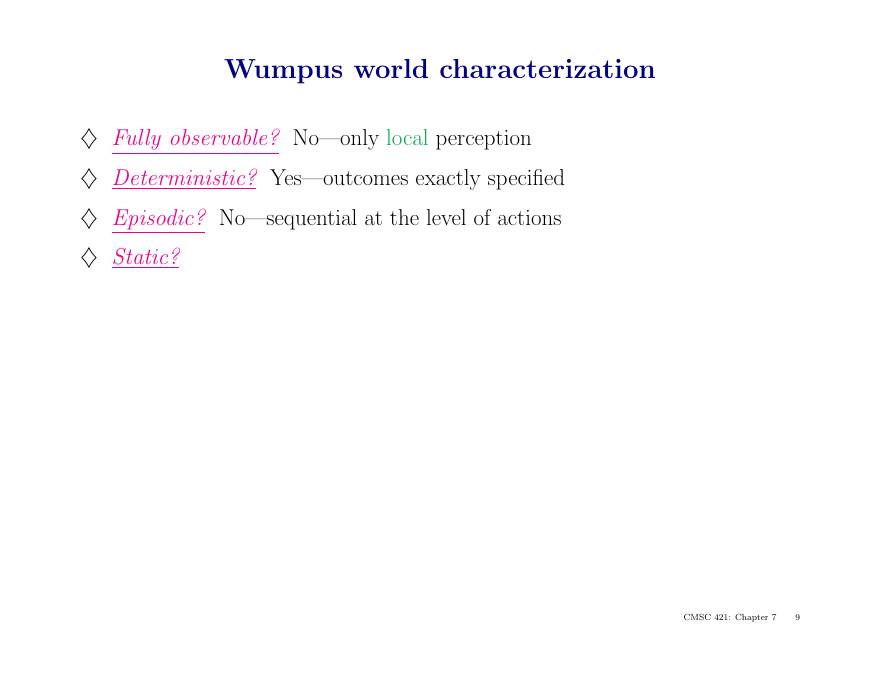 Wumpus world characterization
♢ Fully observable? No—only local perception
♢ Deterministic? Yes—outcomes exactly specified
♢ Episodic? No—sequential at the level of actions
♢ Static?
CMSC 421: Chapter 7 9